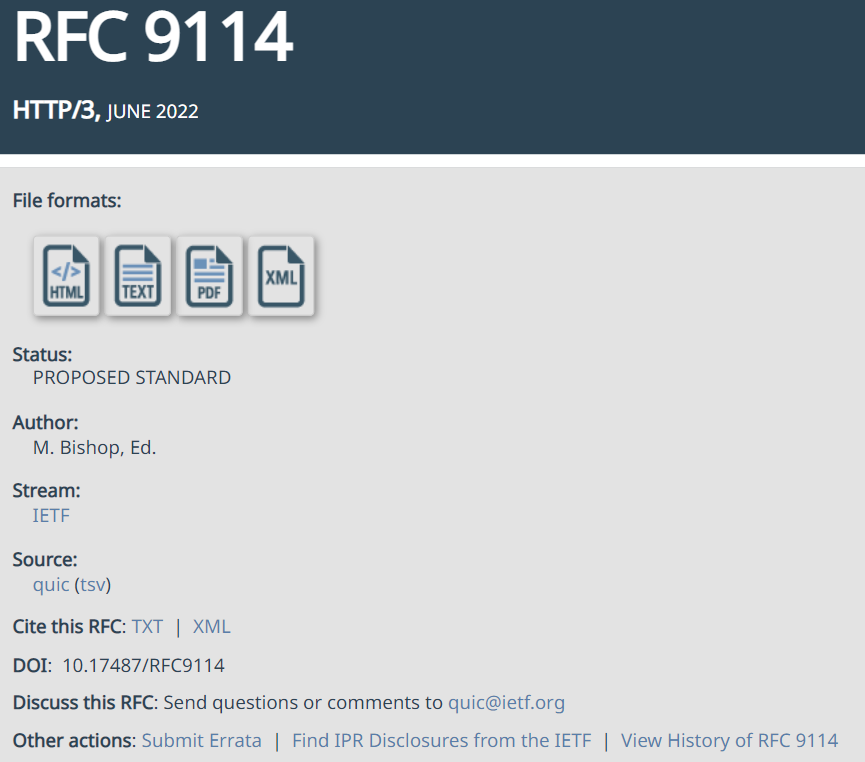 RFC 9114
HTTP/3, JUNE 2022
File formats:
</> HTML TEXT PDF XML
Status:
PROPOSED STANDARD
Author:
M. Bishop, Ed.
Stream:
IETF
Source:
quic (tsv)
Cite this RFC: TXT | XML
DOI: 10.17487/RFC9114
Discuss this RFC: Send questions or comments to quic@ietf.org
Other actions: Submit Errata | Find IPR Disclosures from the IETF | View History of RFC 9114